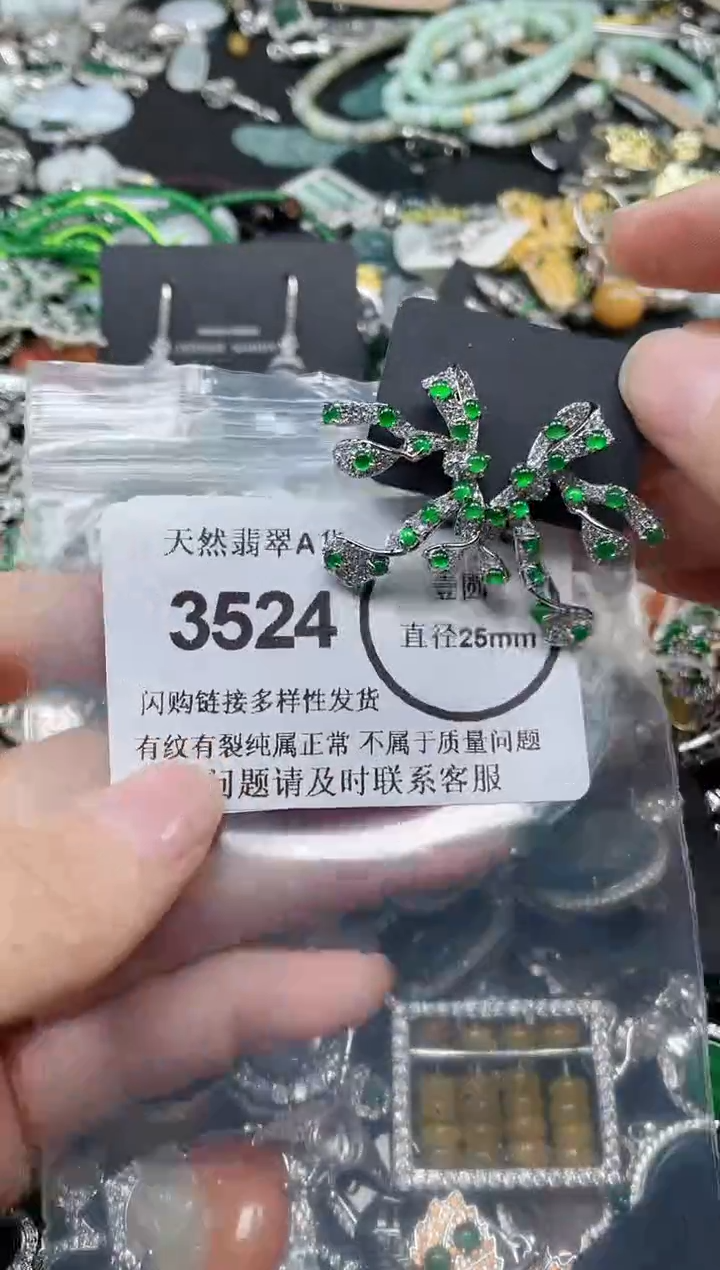 天然翡翠A货
3524
壹圆
直径25mm
闪购链接多样性发货
有纹有裂纯属正常 不属于质量问题
问题请及时联系客服